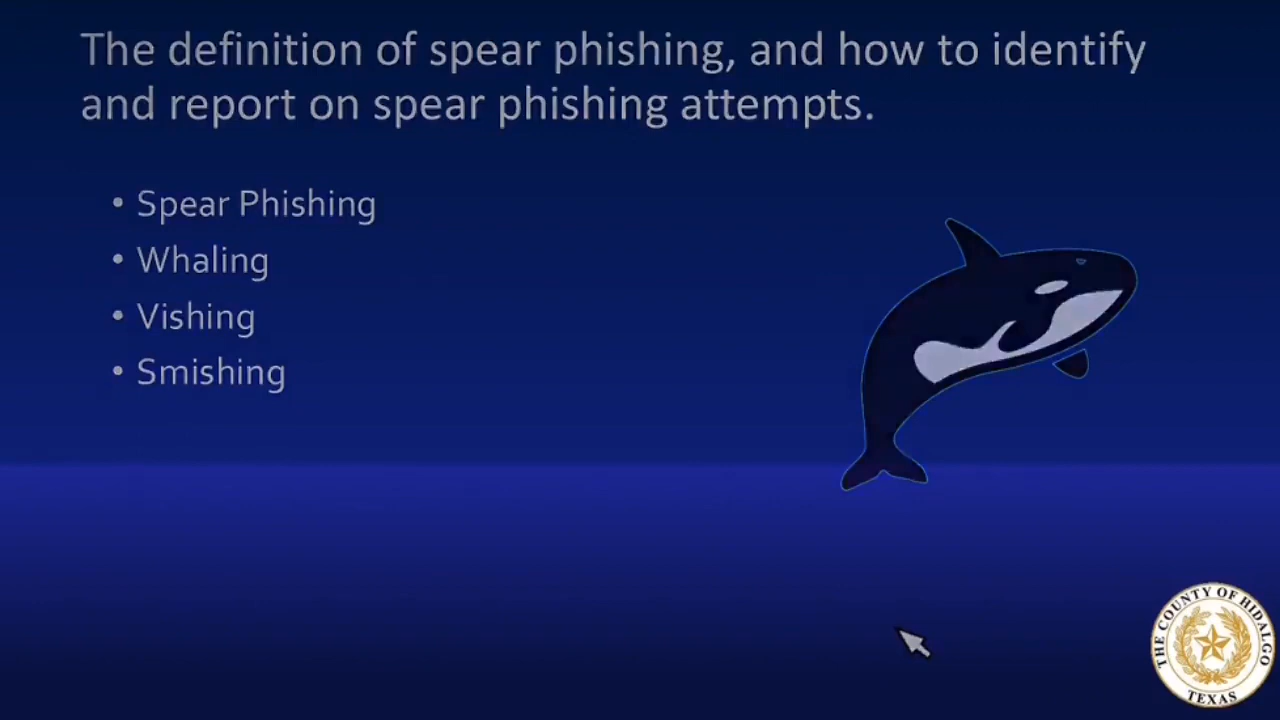 The definition of spear phishing, and how to identify
and report on spear phishing attempts.
• Spear Phishing
• Whaling
• Vishing
• Smishing
THE COUNTY OF HIDALGO
TEXAS